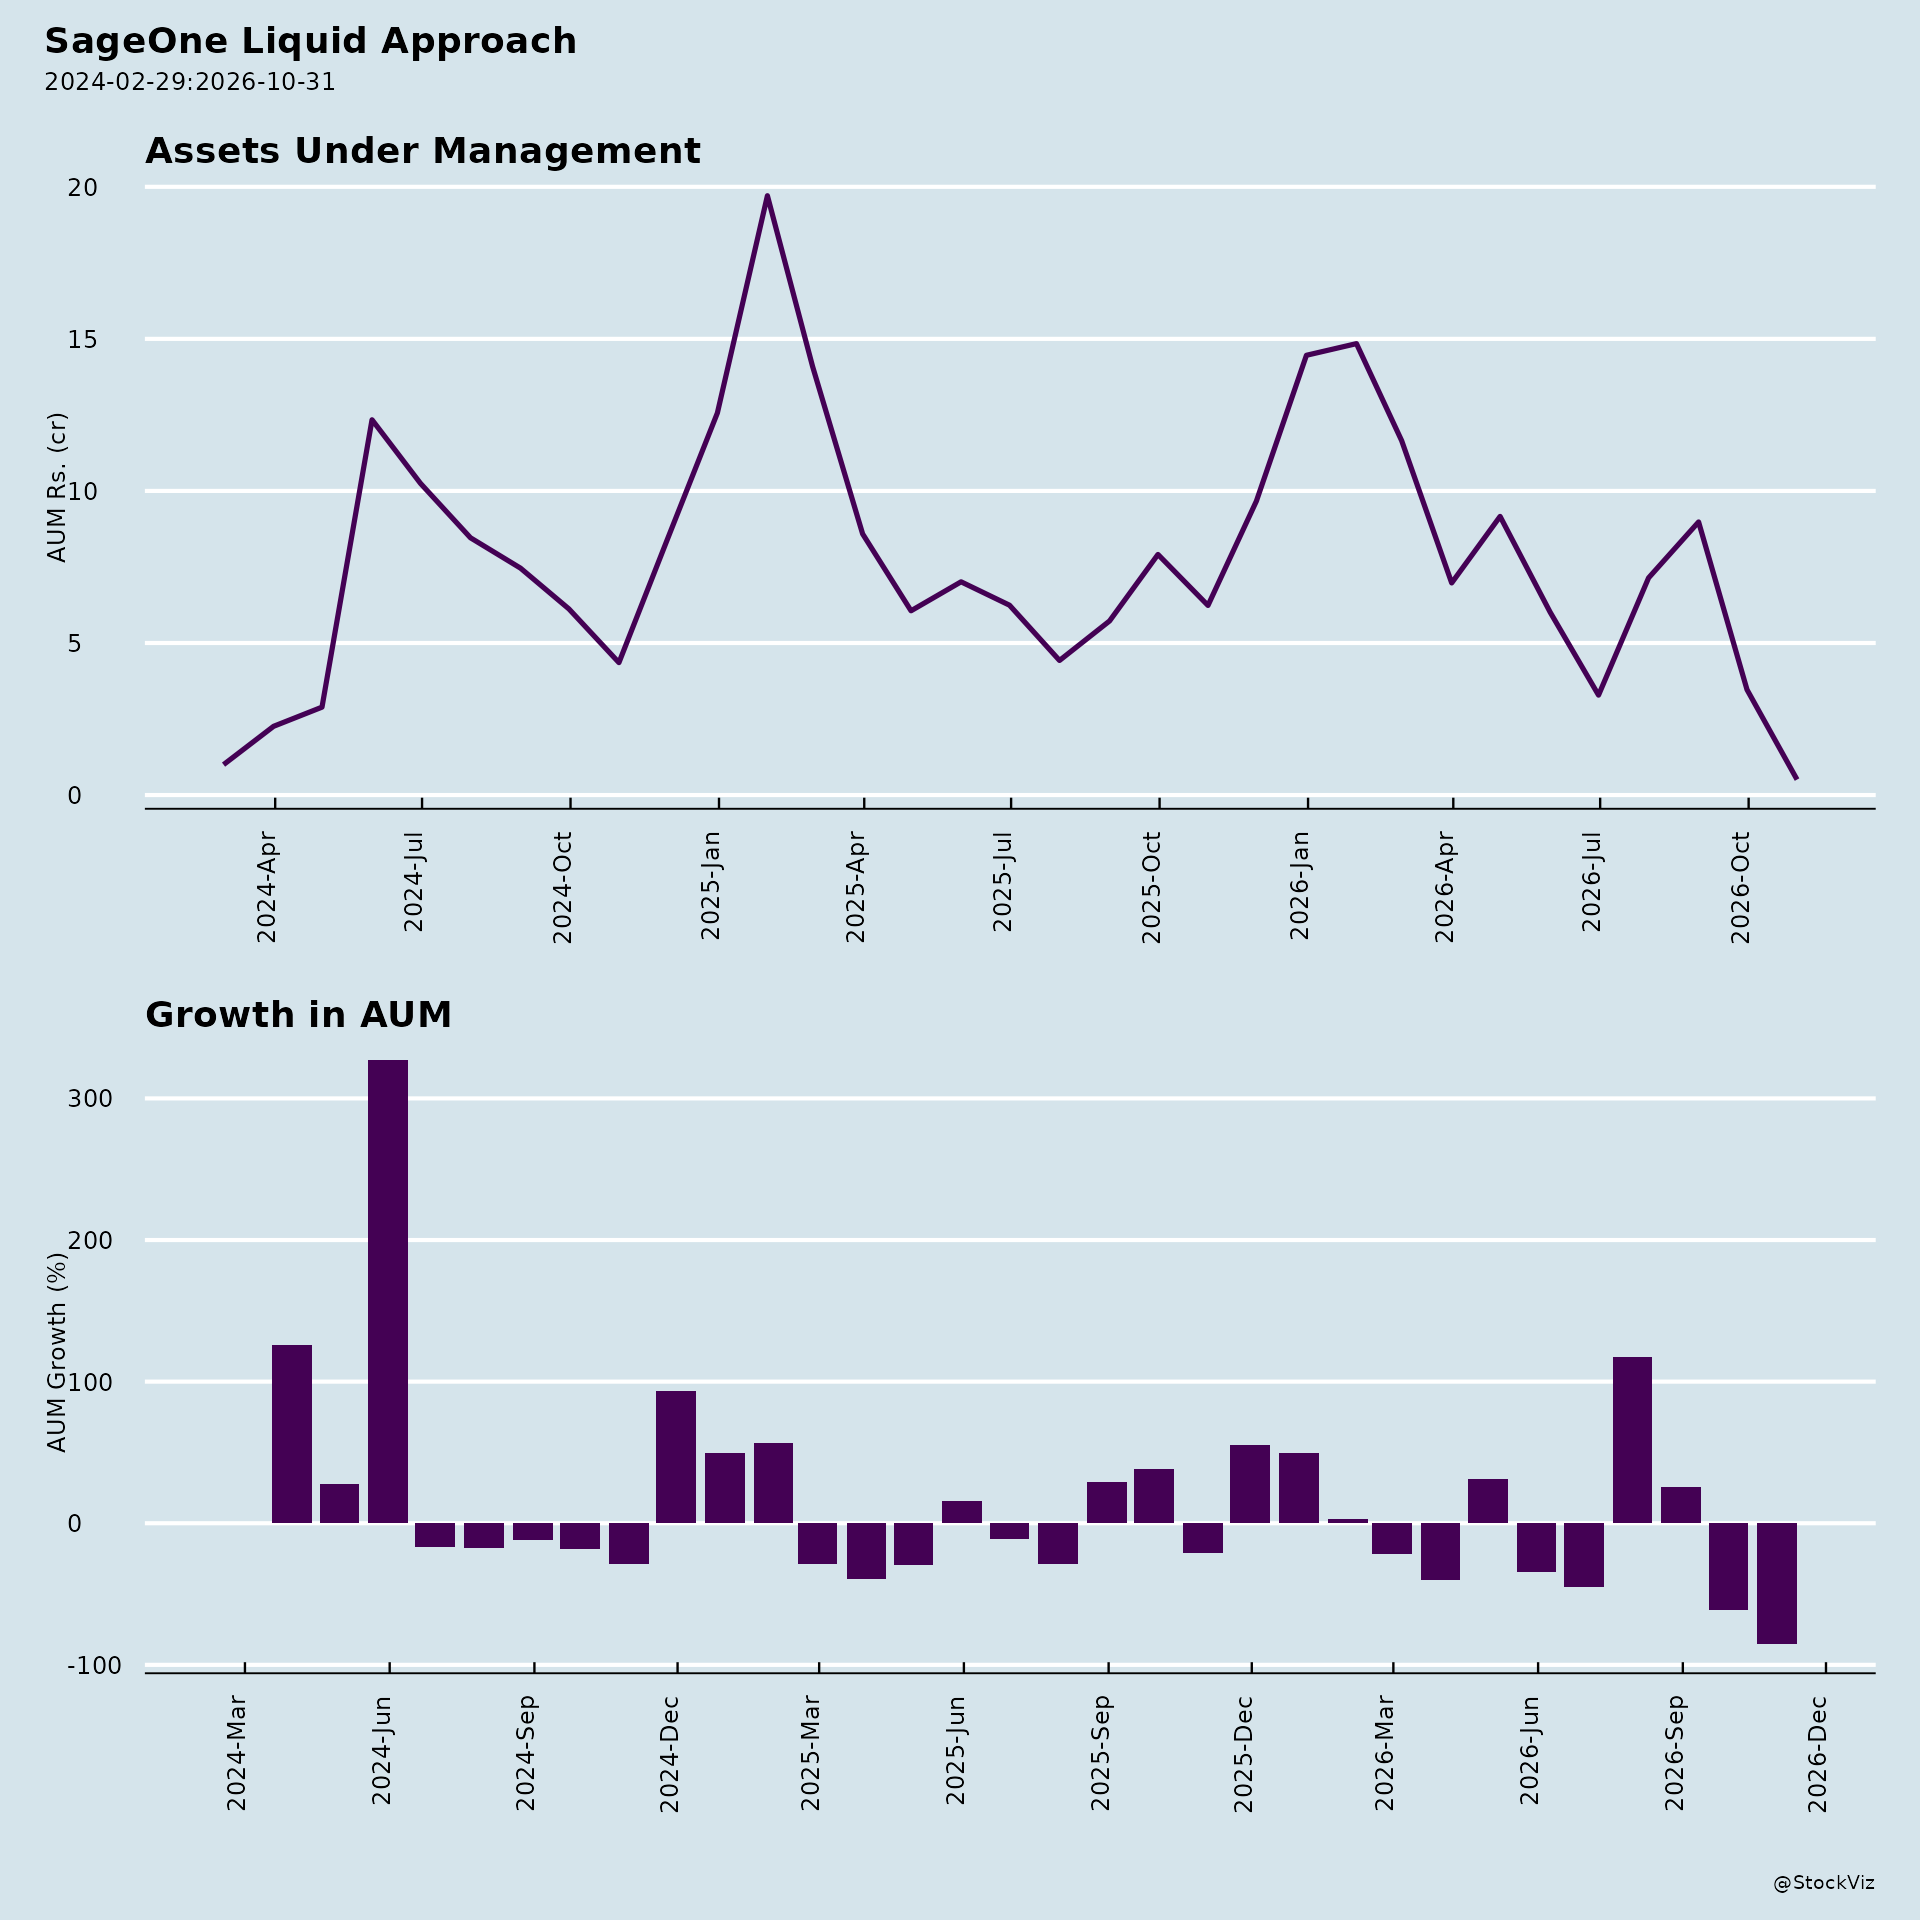 SageOne Liquid Approach
2024-02-29:2026-10-31
Assets Under Management
AUM Rs. (cr)
20
15
10
5
0
2024-Apr
2024-Jul
2024-Oct
2025-Jan
2025-Apr
2025-Jul
2025-Oct
2026-Jan
2026-Apr
2026-Jul
2026-Oct
Growth in AUM
AUM Growth (%)
300
200
100
0
-100
2024-Mar
2024-Jun
2024-Sep
2024-Dec
2025-Mar
2025-Jun
2025-Sep
2025-Dec
2026-Mar
2026-Jun
2026-Sep
2026-Dec
@StockViz